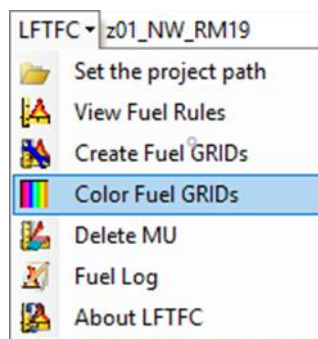 LFTFC z01_NW_RM19
Set the project path
View Fuel Rules
Create Fuel GRIDs
Color Fuel GRIDs
Delete MU
Fuel Log
About LFTFC